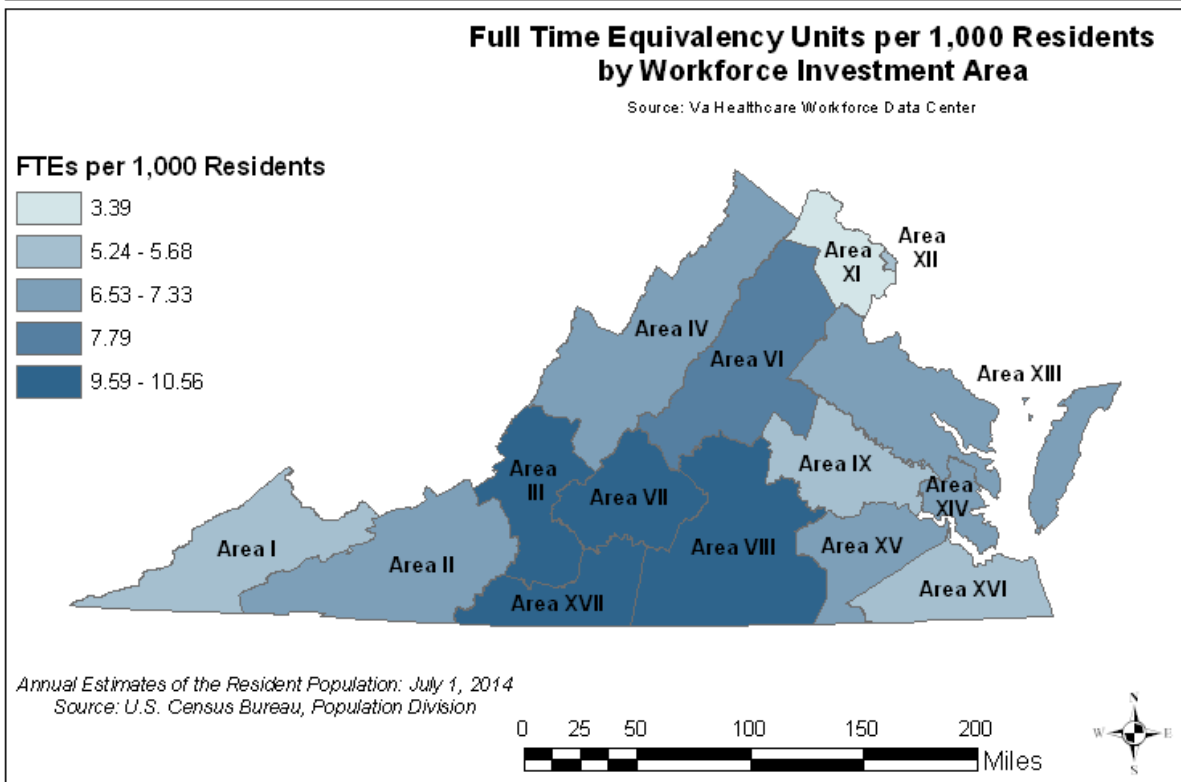 Full Time Equivalency Units per 1,000 Residents
by Workforce Investment Area
Source: Va Healthcare Workforce Data Center
FTEs per 1,000 Residents
3.39
5.24 - 5.68
6.53 - 7.33
7.79
9.59 - 10.56
Area
XII
Area
XI
Area IV
Area VI
Area XIII
Area
III
Area VII
Area IX
Area
XIV
Area I
Area II
Area VIII
Area XV
Area XVI
Area XVII
Annual Estimates of the Resident Population: July 1, 2014
Source: U.S. Census Bureau, Population Division
0 25 50 100 150 200
Miles
N
W E
S